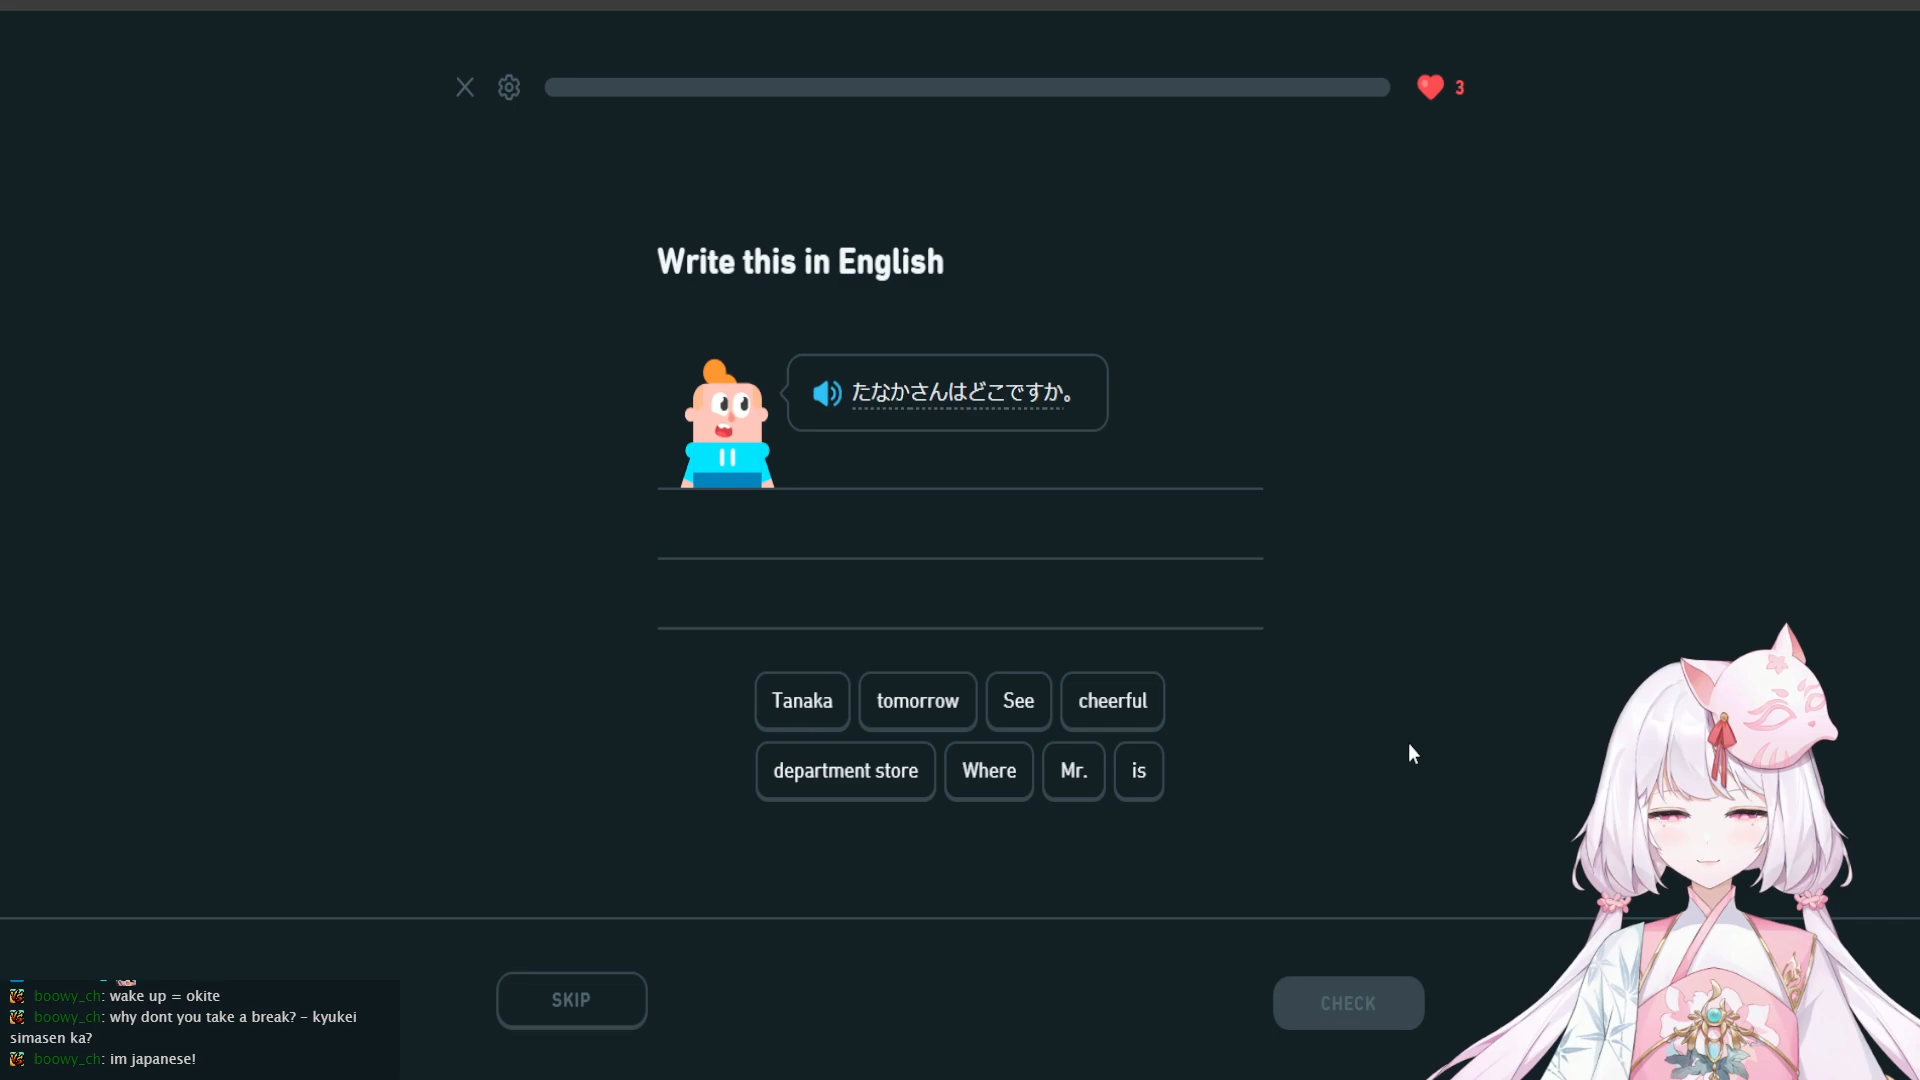 3
Write this in English
たなかさんはどこですか。
Tanaka tomorrow See cheerful
department store Where Mr. is
SKIP CHECK
boowy_ch: wake up = okite
boowy_ch: why dont you take a break? - kyukei
simasen ka?
boowy_ch: im japanese!